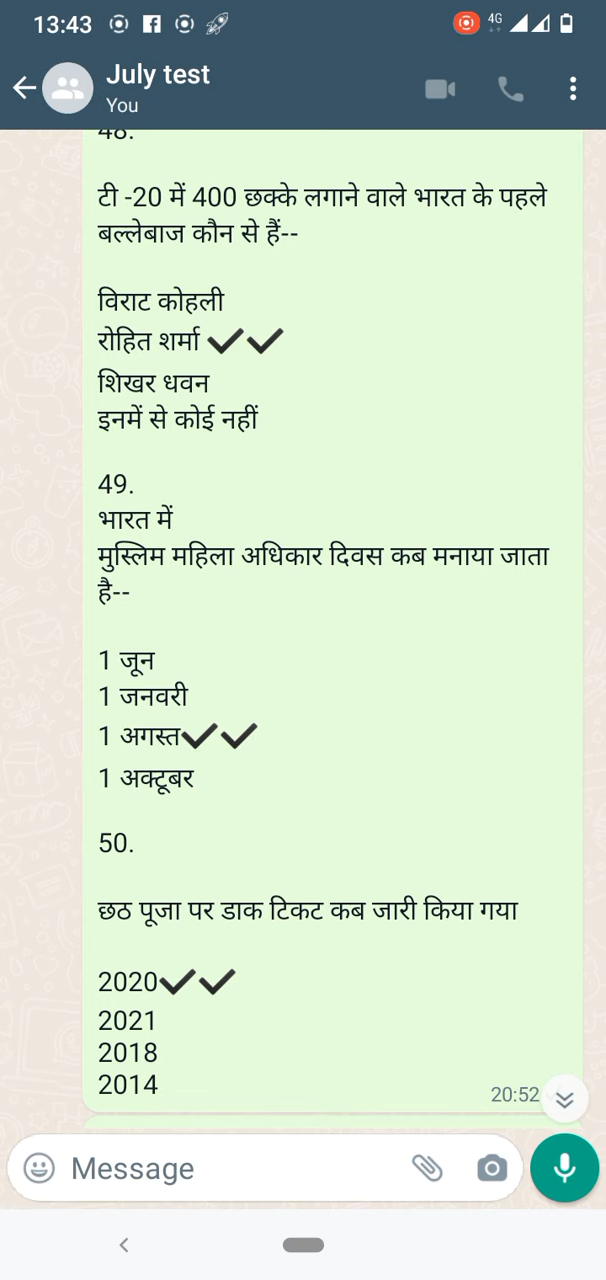 13:43
4G
July test
You
48.
टी -20 में 400 छक्के लगाने वाले भारत के पहले
बल्लेबाज कौन से हैं--
विराट कोहली
रोहित शर्मा ✔✔
शिखर धवन
इनमें से कोई नहीं
49.
भारत में
मुस्लिम महिला अधिकार दिवस कब मनाया जाता
है--
1 जून
1 जनवरी
1 अगस्त✔✔
1 अक्टूबर
50.
छठ पूजा पर डाक टिकट कब जारी किया गया
2020✔✔
2021
2018
2014
20:52
Message